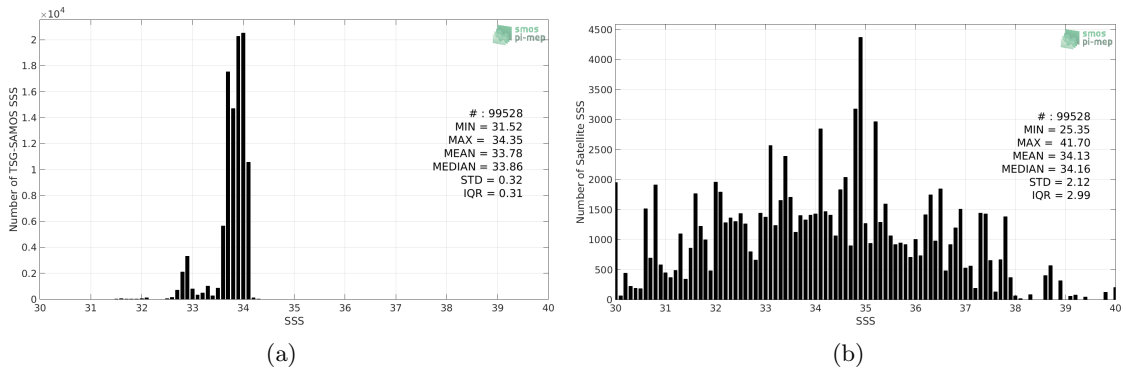 ×10⁴
2
1.8
1.6
1.4
1.2
1
0.8
0.6
0.4
0.2
0
Number of TSG-SAMOS SSS
30 31 32 33 34 35 36 37 38 39 40
SSS
smos
pi-mep
# : 99528
MIN = 31.52
MAX = 34.35
MEAN = 33.78
MEDIAN = 33.86
STD = 0.32
IQR = 0.31
(a)
4500
4000
3500
3000
2500
2000
1500
1000
500
0
Number of Satellite SSS
30 31 32 33 34 35 36 37 38 39 40
SSS
smos
pi-mep
# : 99528
MIN = 25.35
MAX = 41.70
MEAN = 34.13
MEDIAN = 34.16
STD = 2.12
IQR = 2.99
(b)